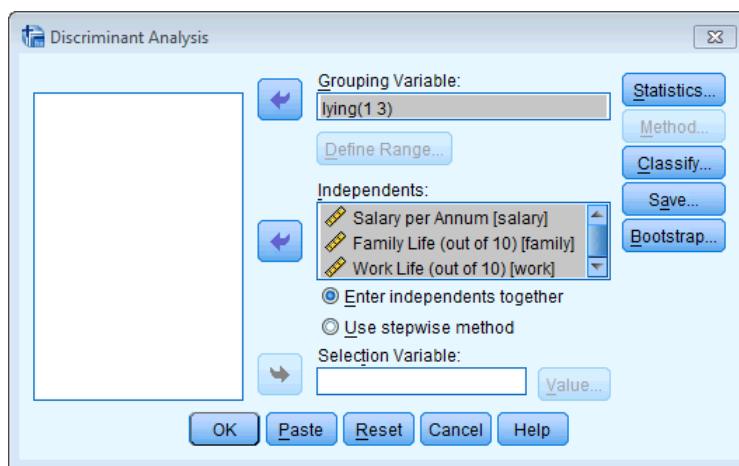 Discriminant Analysis
Grouping Variable:
lying(1 3)
Define Range...
Independents:
Salary per Annum [salary]
Family Life (out of 10) [family]
Work Life (out of 10) [work]
Enter independents together
Use stepwise method
Selection Variable:
Value...
Statistics...
Method...
Classify...
Save...
Bootstrap...
OK
Paste
Reset
Cancel
Help